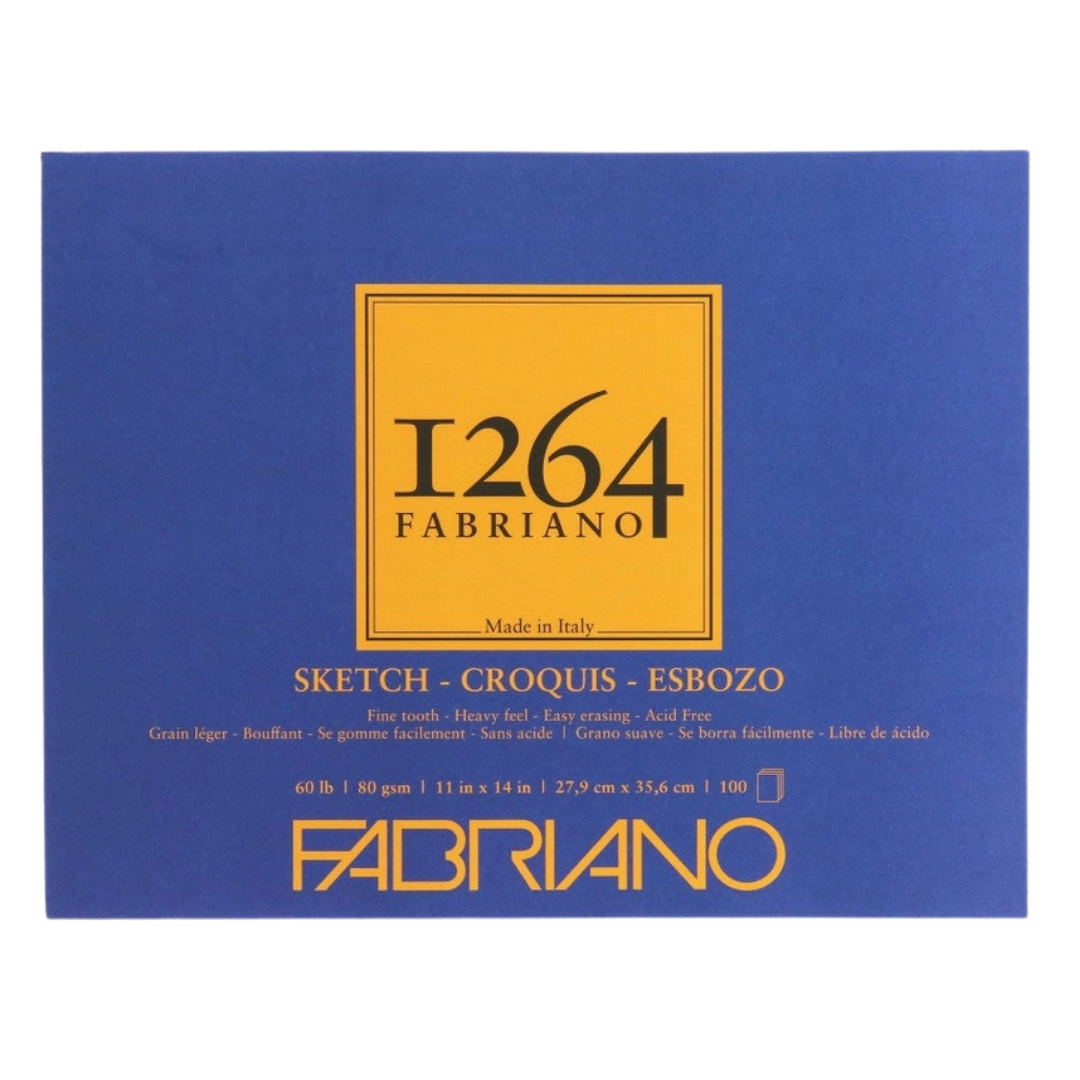 1264
FABRIANO
Made in Italy
SKETCH - CROQUIS - ESBOZO
Fine tooth - Heavy feel - Easy erasing - Acid Free
Grain léger - Bouffant - Se gomme facilement - Sans acide | Grano suave - Se borra fácilmente - Libre de ácido
60 lb | 80 gsm | 11 in x 14 in | 27,9 cm x 35,6 cm | 100
FABRIANO